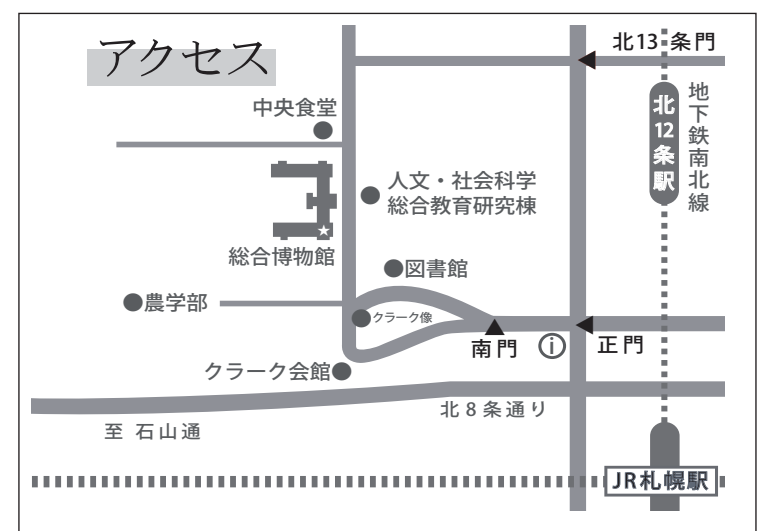 アクセス
北13条門
中央食堂
北12条駅
地下鉄南北線
人文・社会科学
総合教育研究棟
総合博物館
図書館
農学部
クラーク像
南門
i
正門
クラーク会館
北8条通り
至 石山通
JR札幌駅